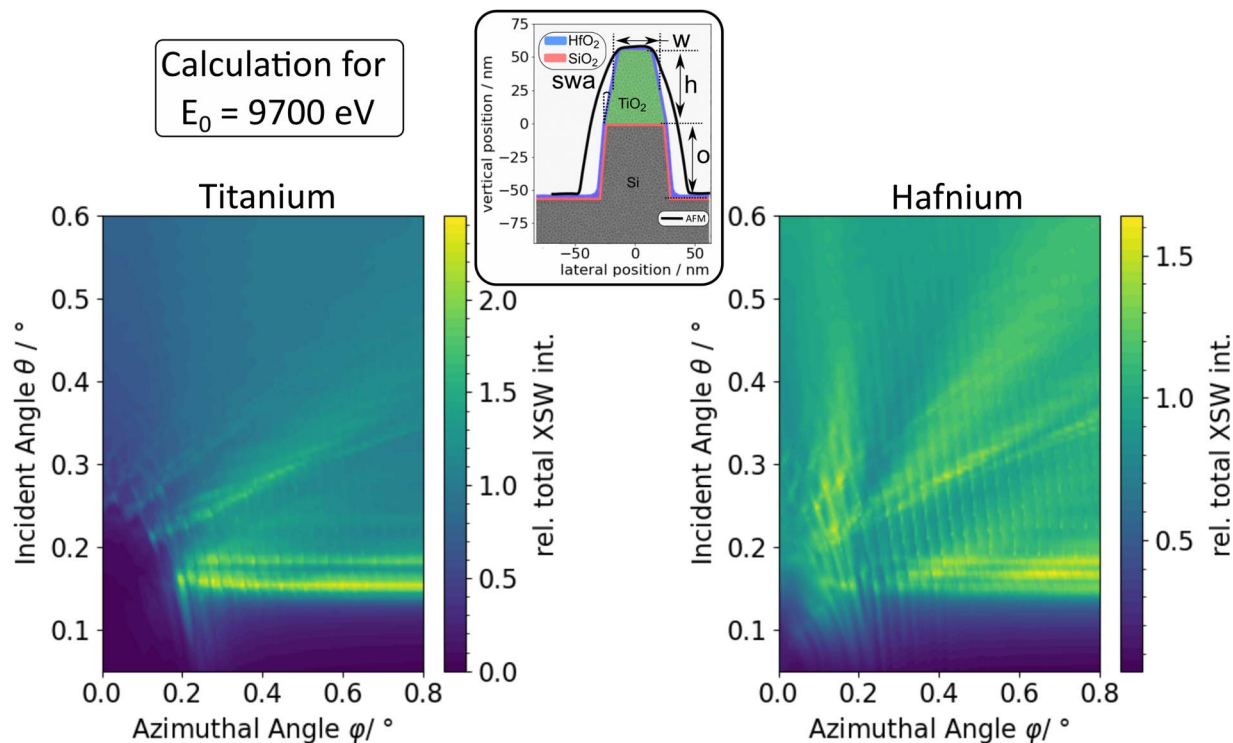 Calculation for
E₀ = 9700 eV
75
50
25
0
−25
−50
−75
vertical position / nm
HfO₂
SiO₂
swa
w
h
o
TiO₂
Si
AFM
−50
0
50
lateral position / nm
Titanium
0.6
0.5
0.4
0.3
0.2
0.1
Incident Angle θ / °
0.0 0.2 0.4 0.6 0.8
Azimuthal Angle φ/ °
2.0
1.5
1.0
0.5
0.0
rel. total XSW int.
Hafnium
0.6
0.5
0.4
0.3
0.2
0.1
Incident Angle θ / °
0.0 0.2 0.4 0.6 0.8
Azimuthal Angle φ/ °
1.5
1.0
0.5
rel. total XSW int.